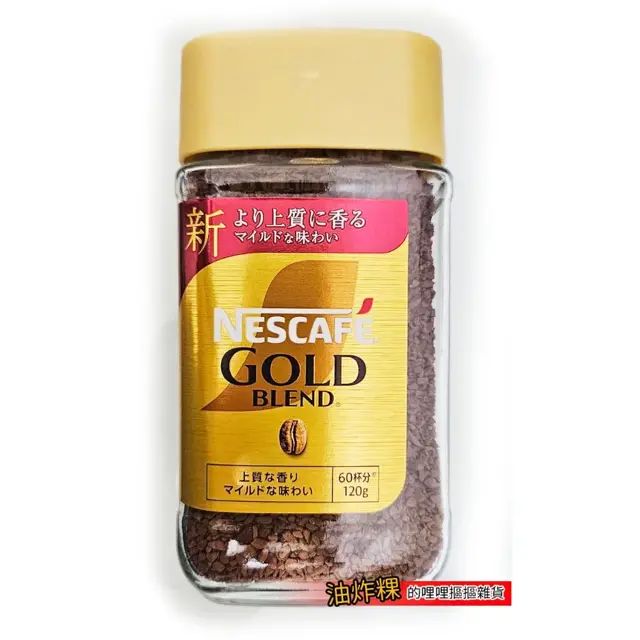 新
より上質に香る
マイルドな味わい
NESCAFÉ
GOLD
BLEND®
上質な香り
マイルドな味わい
60杯分※
120g
油炸粿 的哩哩摳摳雜貨